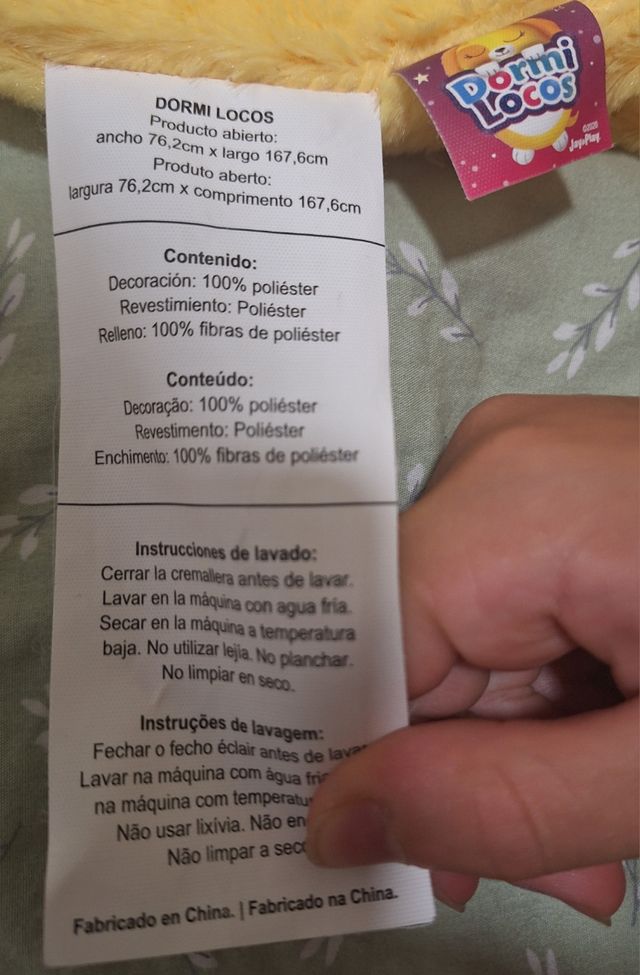 DORMI LOCOS
Producto abierto:
ancho 76,2cm x largo 167,6cm
Produto aberto:
largura 76,2cm x comprimento 167,6cm
Contenido:
Decoración: 100% poliéster
Revestimiento: Poliéster
Relleno: 100% fibras de poliéster
Conteúdo:
Decoração: 100% poliéster
Revestimento: Poliéster
Enchimento: 100% fibras de poliéster
Instrucciones de lavado:
Cerrar la cremallera antes de lavar.
Lavar en la máquina con agua fría.
Secar en la máquina a temperatura
baja. No utilizar lejía. No planchar.
No limpiar en seco.
Instruções de lavagem:
Fechar o fecho éclair antes de
Lavar na máquina com água
na máquina com
Não usar lixívia. Não
Não limpar a
Fabricado en China. | Fabricado na China.
Dormi
Locos
©2020
Jay@Play